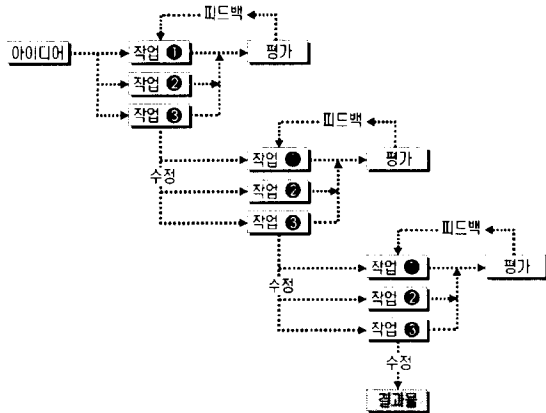 피드백
아이디어
작업 ❶
평가
작업 ❷
작업 ❸
피드백
수정
작업
평가
작업 ❷
작업 ❸
피드백
수정
작업
평가
작업 ❷
작업 ❸
수정
결과물